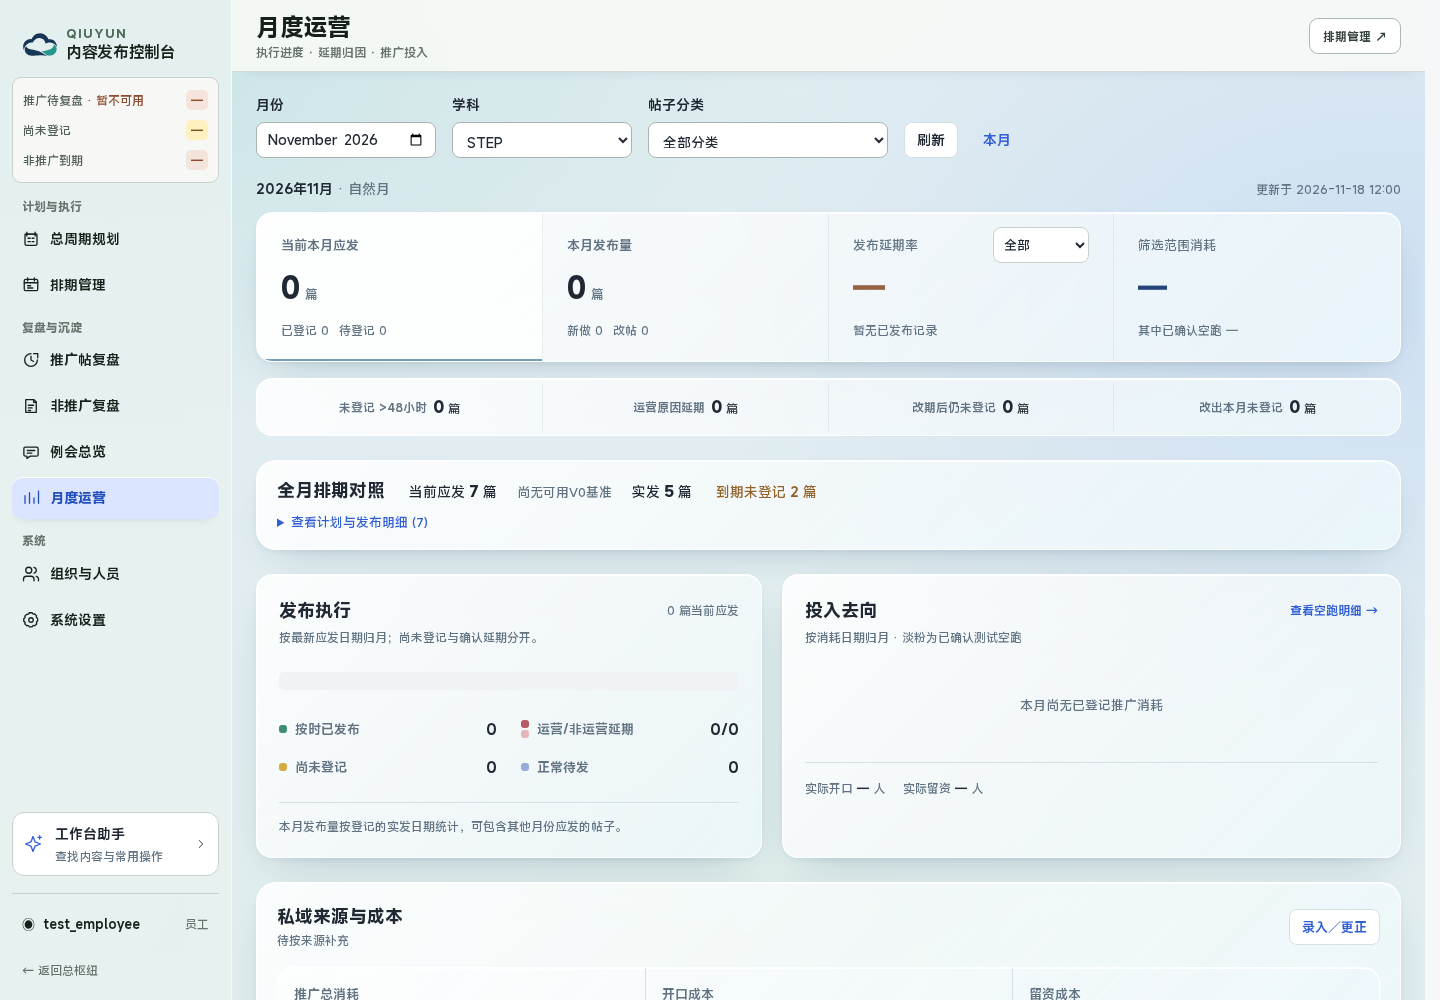 QIUYUN
内容发布控制台
推广待复盘 · 暂不可用 —
尚未登记 —
非推广到期 —
计划与执行
总周期规划
排期管理
复盘与沉淀
推广帖复盘
非推广复盘
例会总览
月度运营
系统
组织与人员
系统设置
工作台助手
查找内容与常用操作
test_employee 员工
← 返回总枢纽
月度运营
执行进度 · 延期归因 · 推广投入
排期管理 ↗
月份 学科 帖子分类
November 2026 STEP 全部分类 刷新 本月
2026年11月 · 自然月 更新于 2026-11-18 12:00
当前本月应发
0 篇
已登记 0 待登记 0
本月发布量
0 篇
新做 0 改帖 0
发布延期率 全部
—
暂无已发布记录
筛选范围消耗
—
其中已确认空跑 —
未登记 >48小时 0 篇
运营原因延期 0 篇
改期后仍未登记 0 篇
改出本月未登记 0 篇
全月排期对照 当前应发 7 篇 尚无可用V0基准 实发 5 篇 到期未登记 2 篇
▶ 查看计划与发布明细 (7)
发布执行 0 篇当前应发
按最新应发日期归月；尚未登记与确认延期分开。
按时已发布 0 运营/非运营延期 0/0
尚未登记 0 正常待发 0
本月发布量按登记的实发日期统计，可包含其他月份应发的帖子。
投入去向 查看空跑明细 →
按消耗日期归月 · 淡粉为已确认测试空跑
本月尚无已登记推广消耗
实际开口 — 人 实际留资 — 人
私域来源与成本
待按来源补充
录入／更正
推广总消耗 开口成本 留资成本